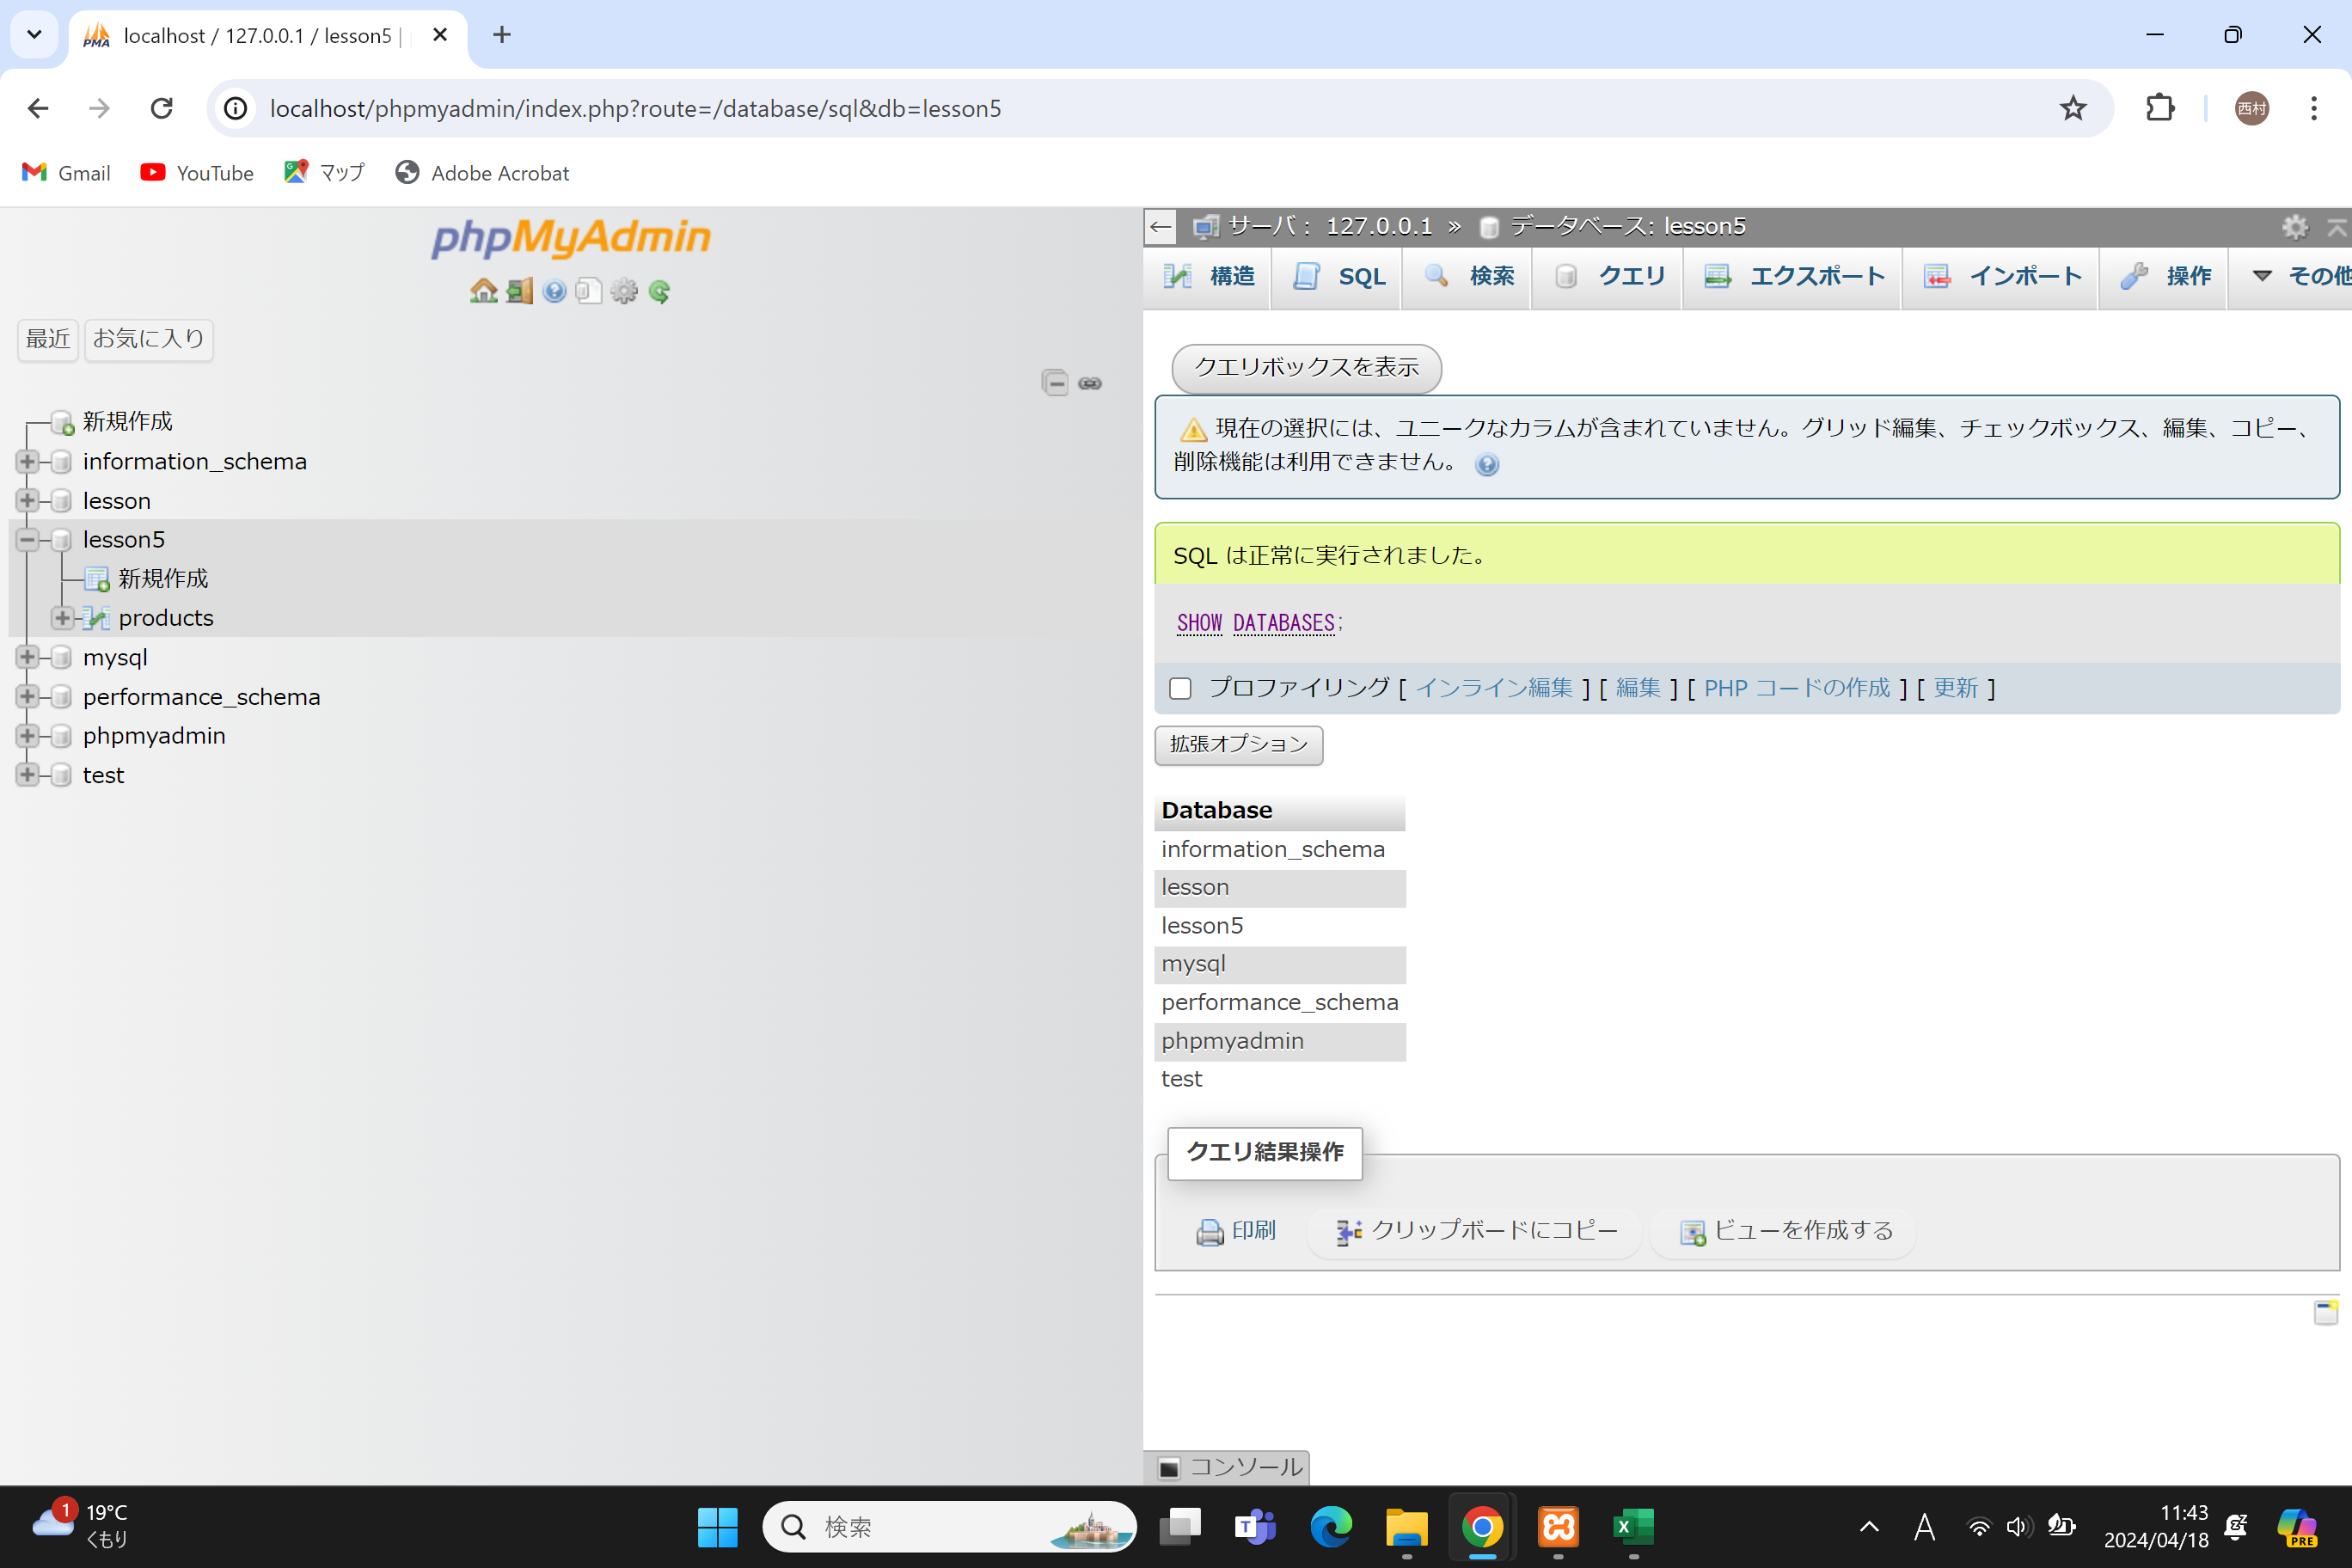 localhost / 127.0.0.1 / lesson5 |
localhost/phpmyadmin/index.php?route=/database/sql&db=lesson5
西村
Gmail
YouTube
マップ
Adobe Acrobat
phpMyAdmin
最近
お気に入り
新規作成
information_schema
lesson
lesson5
新規作成
products
mysql
performance_schema
phpmyadmin
test
サーバ: 127.0.0.1 » データベース: lesson5
構造
SQL
検索
クエリ
エクスポート
インポート
操作
その他
クエリボックスを表示
現在の選択には、ユニークなカラムが含まれていません。グリッド編集、チェックボックス、編集、コピー、
削除機能は利用できません。
SQL は正常に実行されました。
SHOW DATABASES;
プロファイリング [ インライン編集 ] [ 編集 ] [ PHP コードの作成 ] [ 更新 ]
拡張オプション
Database
information_schema
lesson
lesson5
mysql
performance_schema
phpmyadmin
test
クエリ結果操作
印刷
クリップボードにコピー
ビューを作成する
コンソール
1
19°C
くもり
検索
A
11:43
2024/04/18
PRE